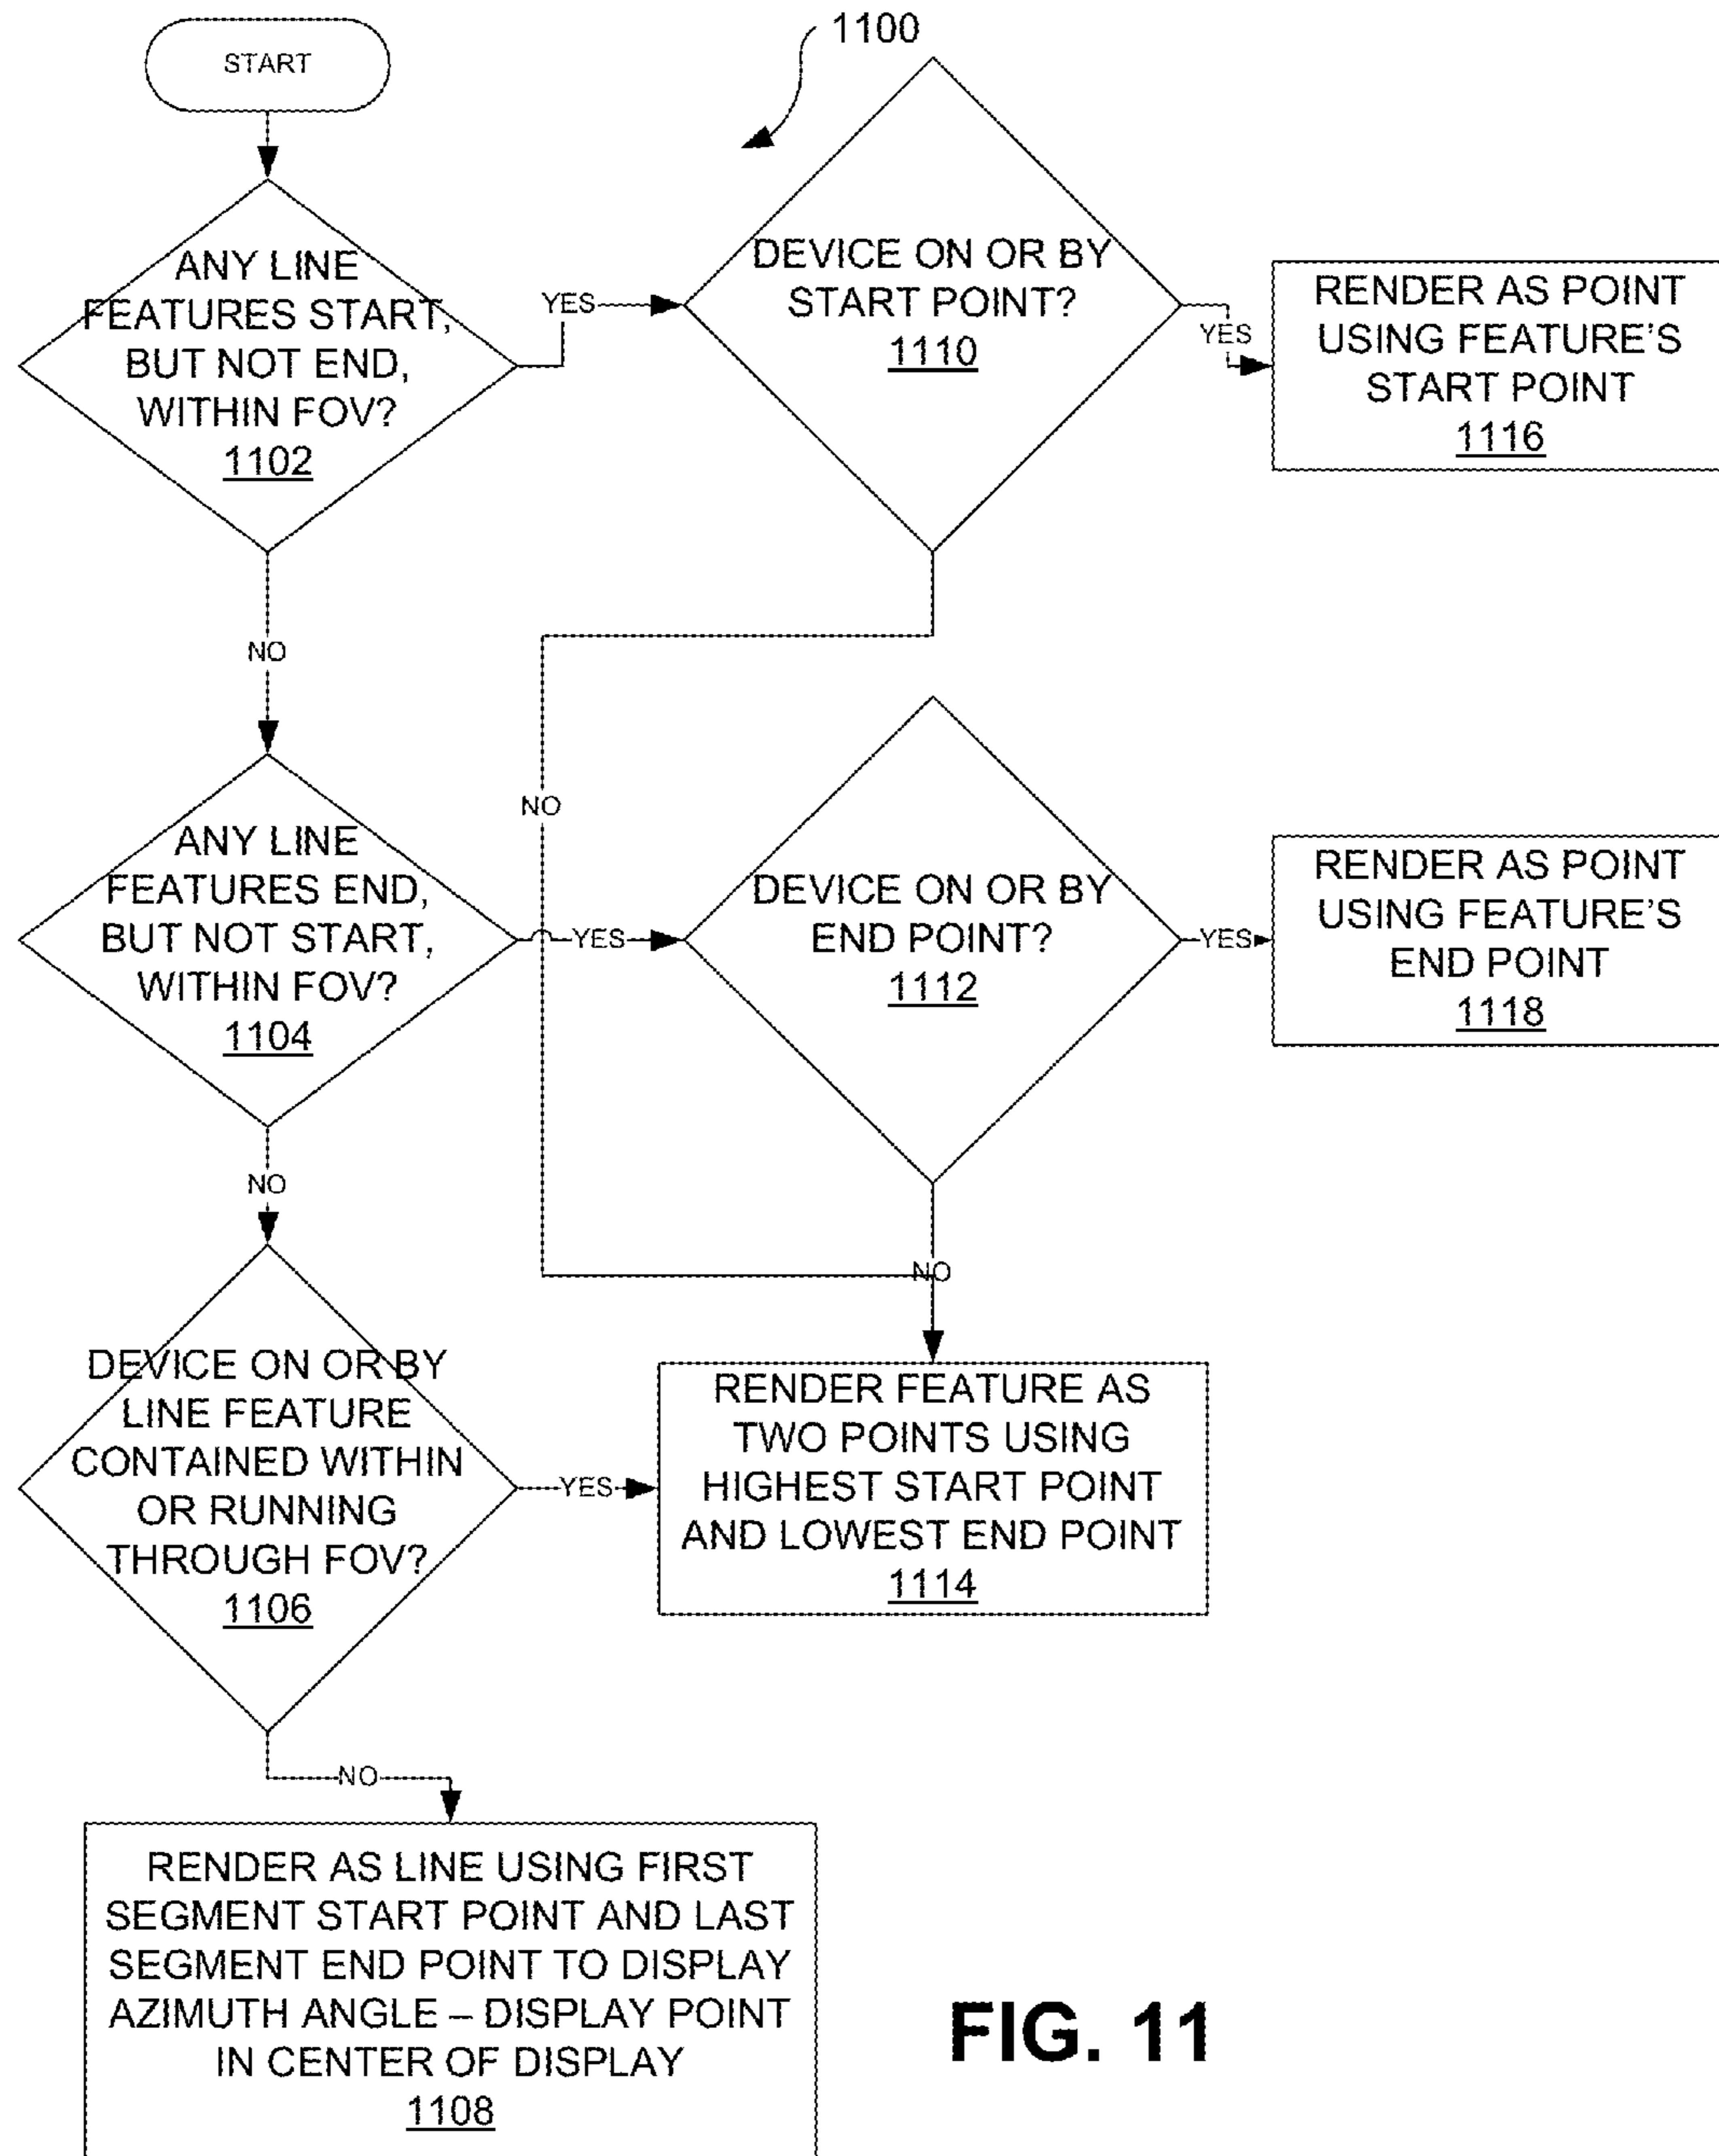 START
1100
ANY LINE
FEATURES START,
BUT NOT END,
WITHIN FOV?
1102
YES
DEVICE ON OR BY
START POINT?
1110
YES
RENDER AS POINT
USING FEATURE'S
START POINT
1116
NO
NO
ANY LINE
FEATURES END,
BUT NOT START,
WITHIN FOV?
1104
YES
DEVICE ON OR BY
END POINT?
1112
YES
RENDER AS POINT
USING FEATURE'S
END POINT
1118
NO
NO
DEVICE ON OR BY
LINE FEATURE
CONTAINED WITHIN
OR RUNNING
THROUGH FOV?
1106
YES
RENDER FEATURE AS
TWO POINTS USING
HIGHEST START POINT
AND LOWEST END POINT
1114
NO
RENDER AS LINE USING FIRST
SEGMENT START POINT AND LAST
SEGMENT END POINT TO DISPLAY
AZIMUTH ANGLE – DISPLAY POINT
IN CENTER OF DISPLAY
1108
FIG. 11